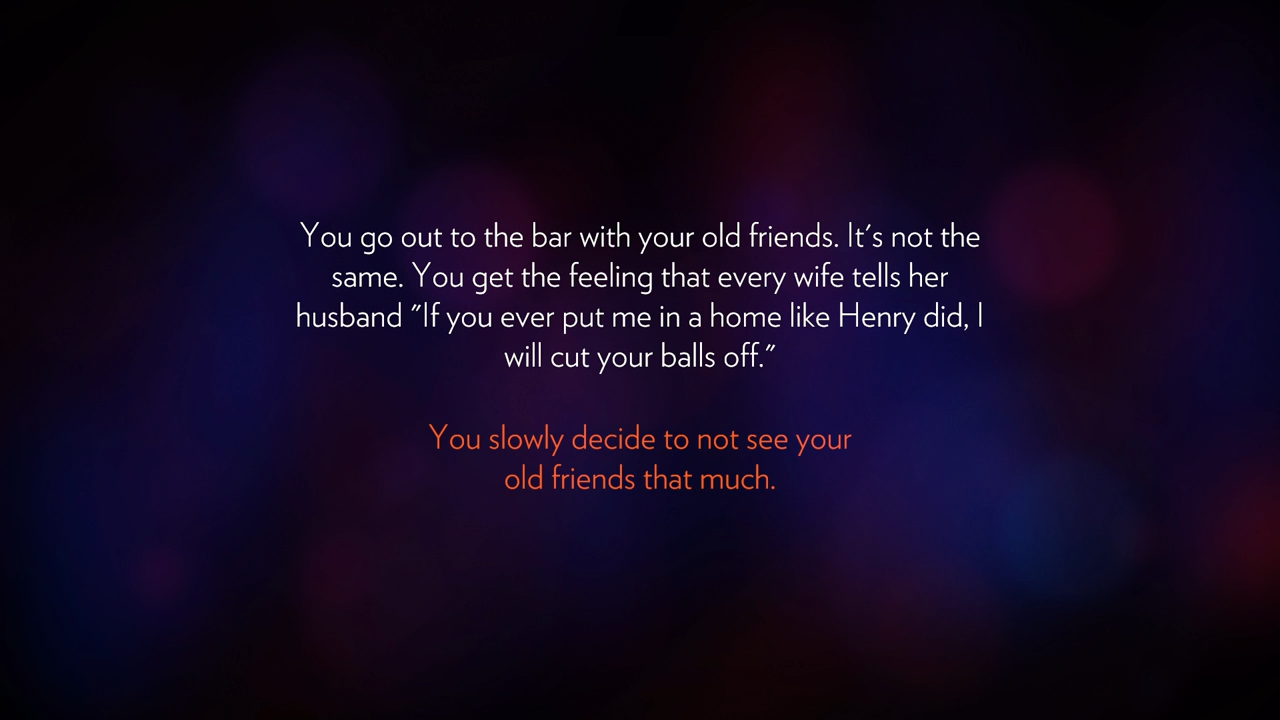 You go out to the bar with your old friends. It's not the
same. You get the feeling that every wife tells her
husband "If you ever put me in a home like Henry did, I
will cut your balls off."
You slowly decide to not see your
old friends that much.